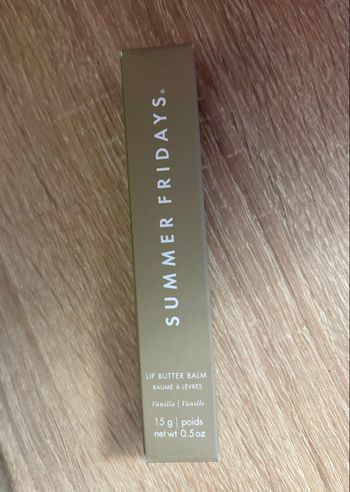 SUMMER FRIDAYS®
LIP BUTTER BALM
BAUME À LÈVRES
Vanilla | Vanille
15 g | poids
net wt 0.5 oz